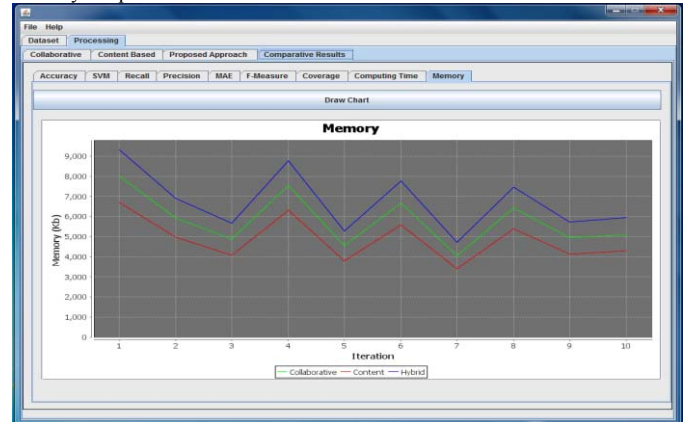 File Help
Dataset Processing
Collaborative Content Based Proposed Approach Comparative Results
Accuracy SVM Recall Precision MAE F-Measure Coverage Computing Time Memory
Draw Chart
Memory
9,000
8,000
7,000
6,000
5,000
4,000
3,000
2,000
1,000
0
Memory (Kb)
1 2 3 4 5 6 7 8 9 10
Iteration
Collaborative Content Hybrid